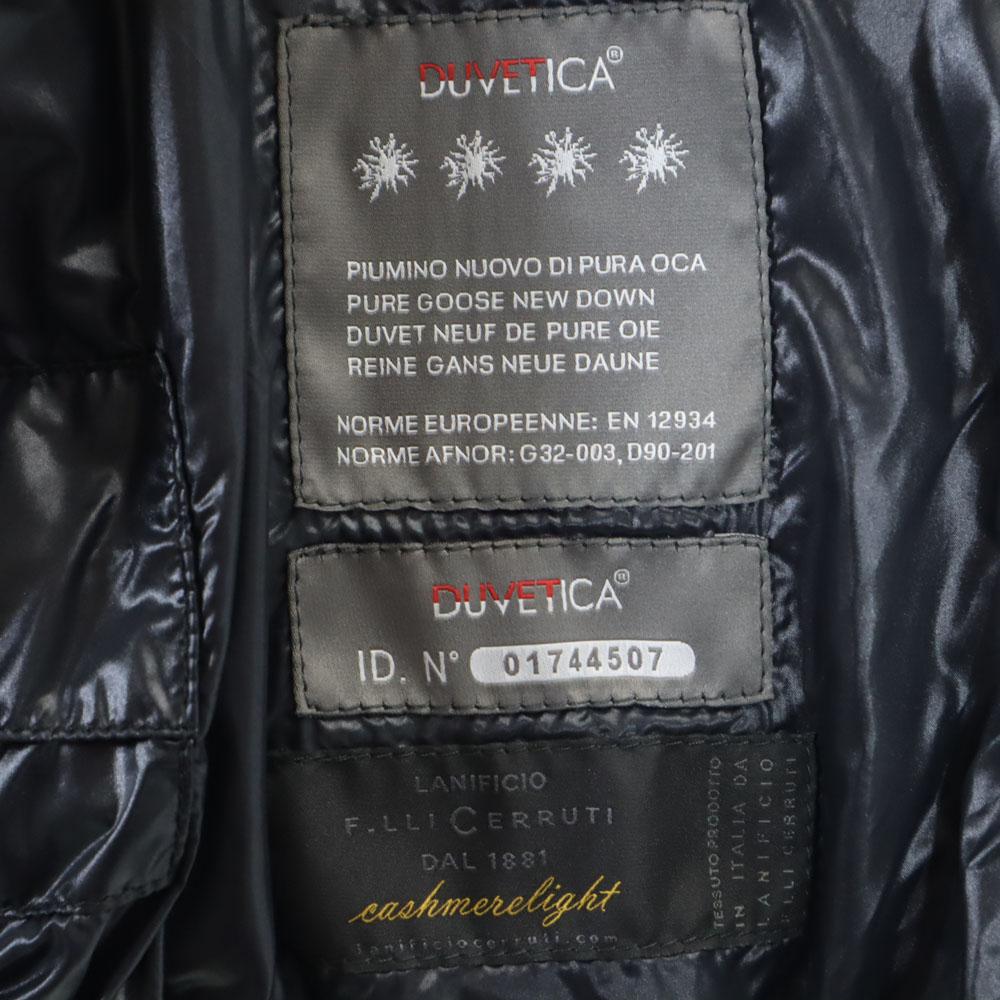 DUVETICA®
PIUMINO NUOVO DI PURA OCA
PURE GOOSE NEW DOWN
DUVET NEUF DE PURE OIE
REINE GANS NEUE DAUNE
NORME EUROPEENNE: EN 12934
NORME AFNOR: G32-003, D90-201
DUVETICA®
ID. N° 01744507
LANIFICIO
F.LLI CERRUTI
DAL 1881
cashmerelight
lanificiocerruti.com
TESSUTO PRODOTTO
IN ITALIA DA
LANIFICIO
F.LLI CERRUTI